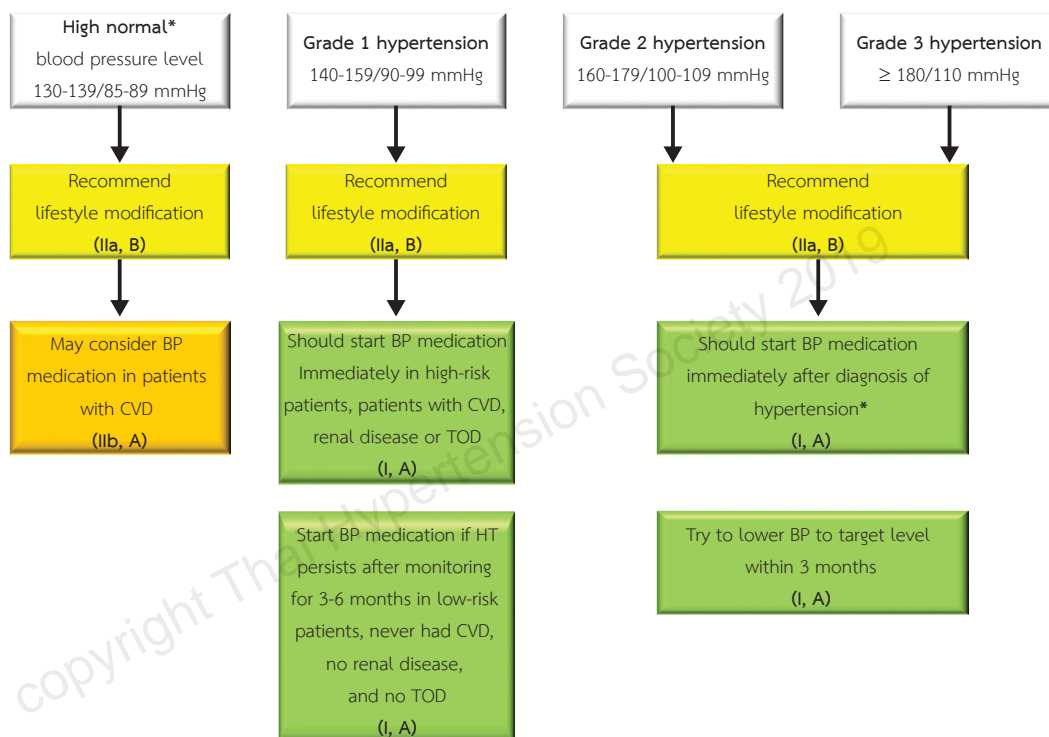 High normal*
blood pressure level
130-139/85-89 mmHg
Grade 1 hypertension
140-159/90-99 mmHg
Grade 2 hypertension
160-179/100-109 mmHg
Grade 3 hypertension
≥ 180/110 mmHg
Recommend
lifestyle modification
(IIa, B)
Recommend
lifestyle modification
(IIa, B)
Recommend
lifestyle modification
(IIa, B)
May consider BP
medication in patients
with CVD
(IIb, A)
Should start BP medication
Immediately in high-risk
patients, patients with CVD,
renal disease or TOD
(I, A)
Should start BP medication
immediately after diagnosis of
hypertension*
(I, A)
Start BP medication if HT
persists after monitoring
for 3-6 months in low-risk
patients, never had CVD,
no renal disease,
and no TOD
(I, A)
Try to lower BP to target level
within 3 months
(I, A)
copyright Thai Hypertension Society 2019